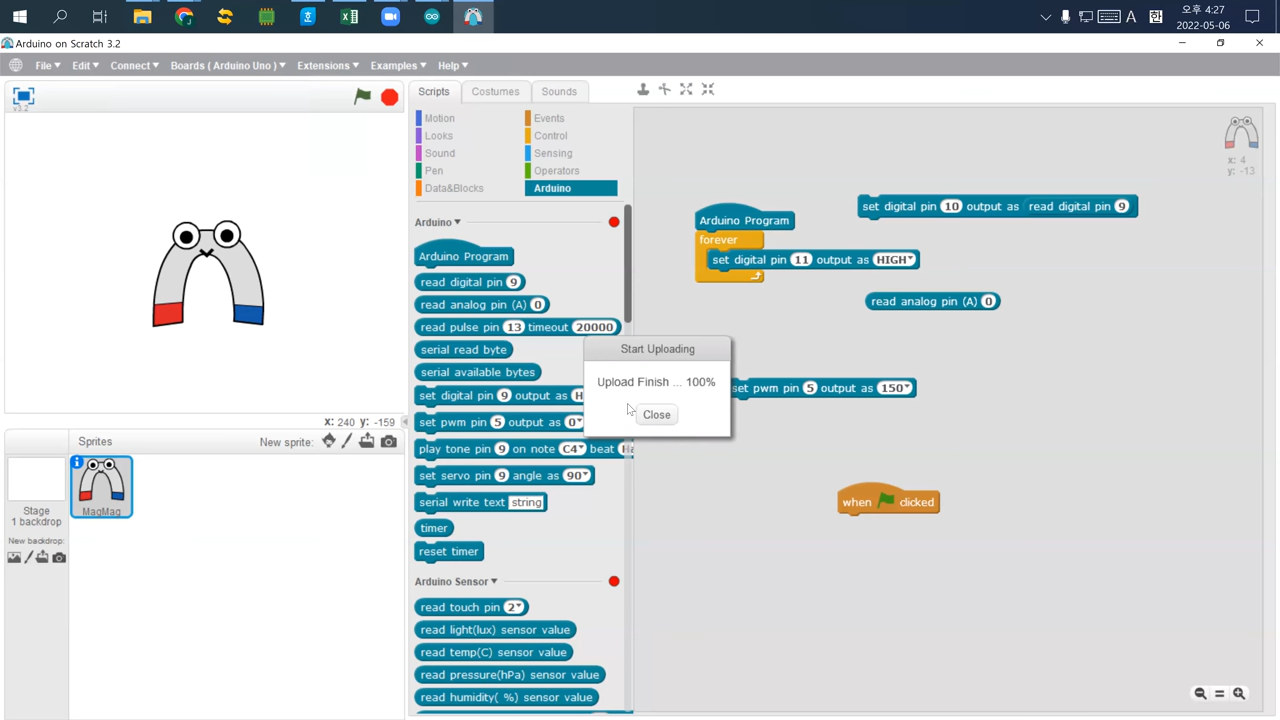 오후 4:27
2022-05-06
A 한
Arduino on Scratch 3.2
File Edit Connect Boards ( Arduino Uno ) Extensions Examples Help
v3.2
Scripts Costumes Sounds
Motion Events
Looks Control
Sound Sensing
Pen Operators
Data&Blocks Arduino
Arduino
Arduino Program
read digital pin 9
read analog pin (A) 0
read pulse pin 13 timeout 20000
serial read byte
serial available bytes
set digital pin 9 output as H
set pwm pin 5 output as 0
play tone pin 9 on note C4 beat Ha
set servo pin 9 angle as 90
serial write text string
timer
reset timer
Arduino Sensor
read touch pin 2
read light(lux) sensor value
read temp(C) sensor value
read pressure(hPa) sensor value
read humidity( %) sensor value
x: 4
y: -13
Arduino Program
forever
set digital pin 11 output as HIGH
set digital pin 10 output as read digital pin 9
read analog pin (A) 0
set pwm pin 5 output as 150
when clicked
Start Uploading
Upload Finish ... 100%
Close
x: 240 y: -159
Sprites New sprite:
Stage
1 backdrop
New backdrop:
MagMag